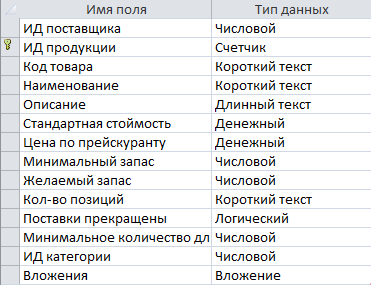 Имя поля Тип данных
ИД поставщика Числовой
ИД продукции Счетчик
Код товара Короткий текст
Наименование Короткий текст
Описание Длинный текст
Стандартная стоймость Денежный
Цена по прейскуранту Денежный
Минимальный запас Числовой
Желаемый запас Числовой
Кол-во позиций Короткий текст
Поставки прекращены Логический
Минимальное количество дл Числовой
ИД категории Числовой
Вложения Вложение